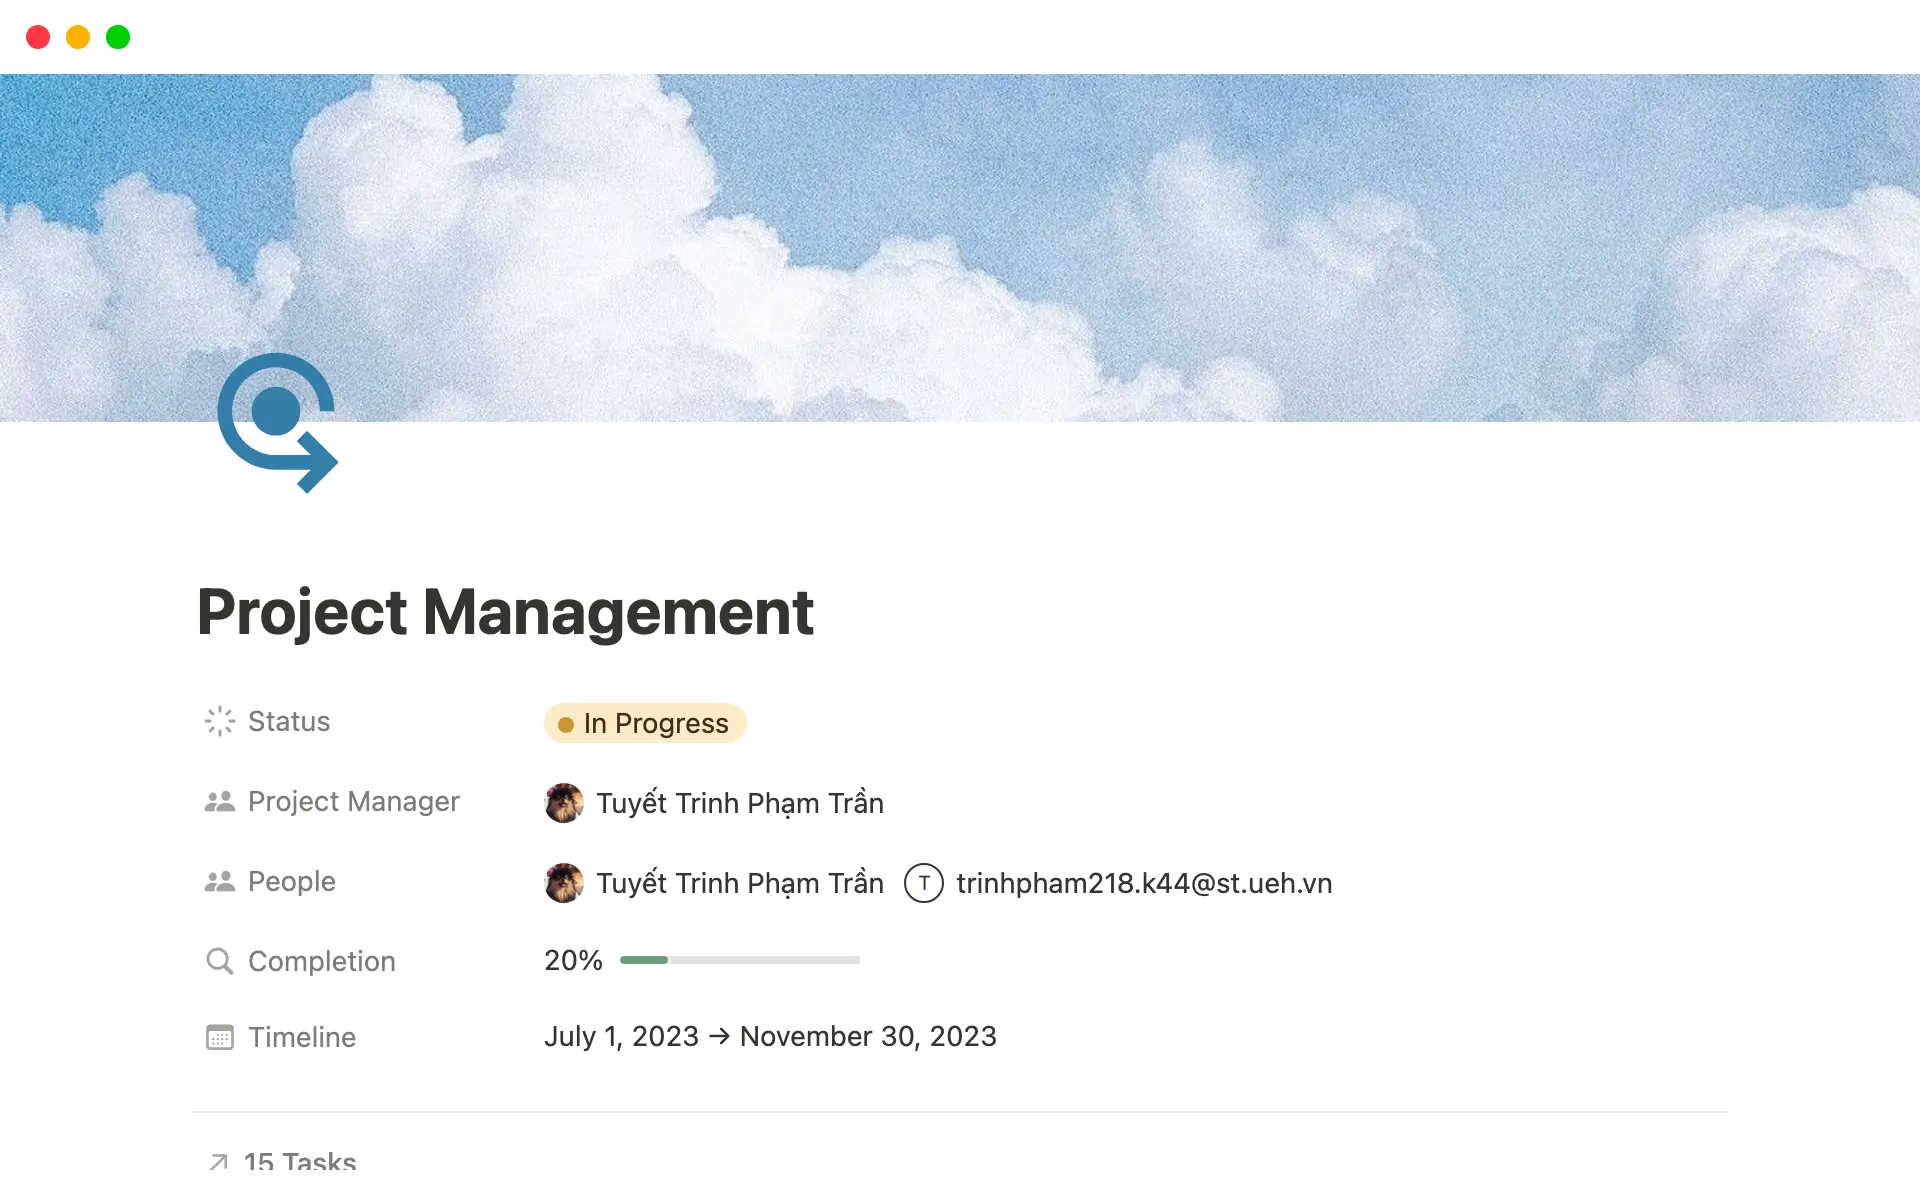 Project Management
Status In Progress
Project Manager Tuyết Trinh Phạm Trần
People Tuyết Trinh Phạm Trần T trinhpham218.k44@st.ueh.vn
Completion 20%
Timeline July 1, 2023 → November 30, 2023
15 Tasks